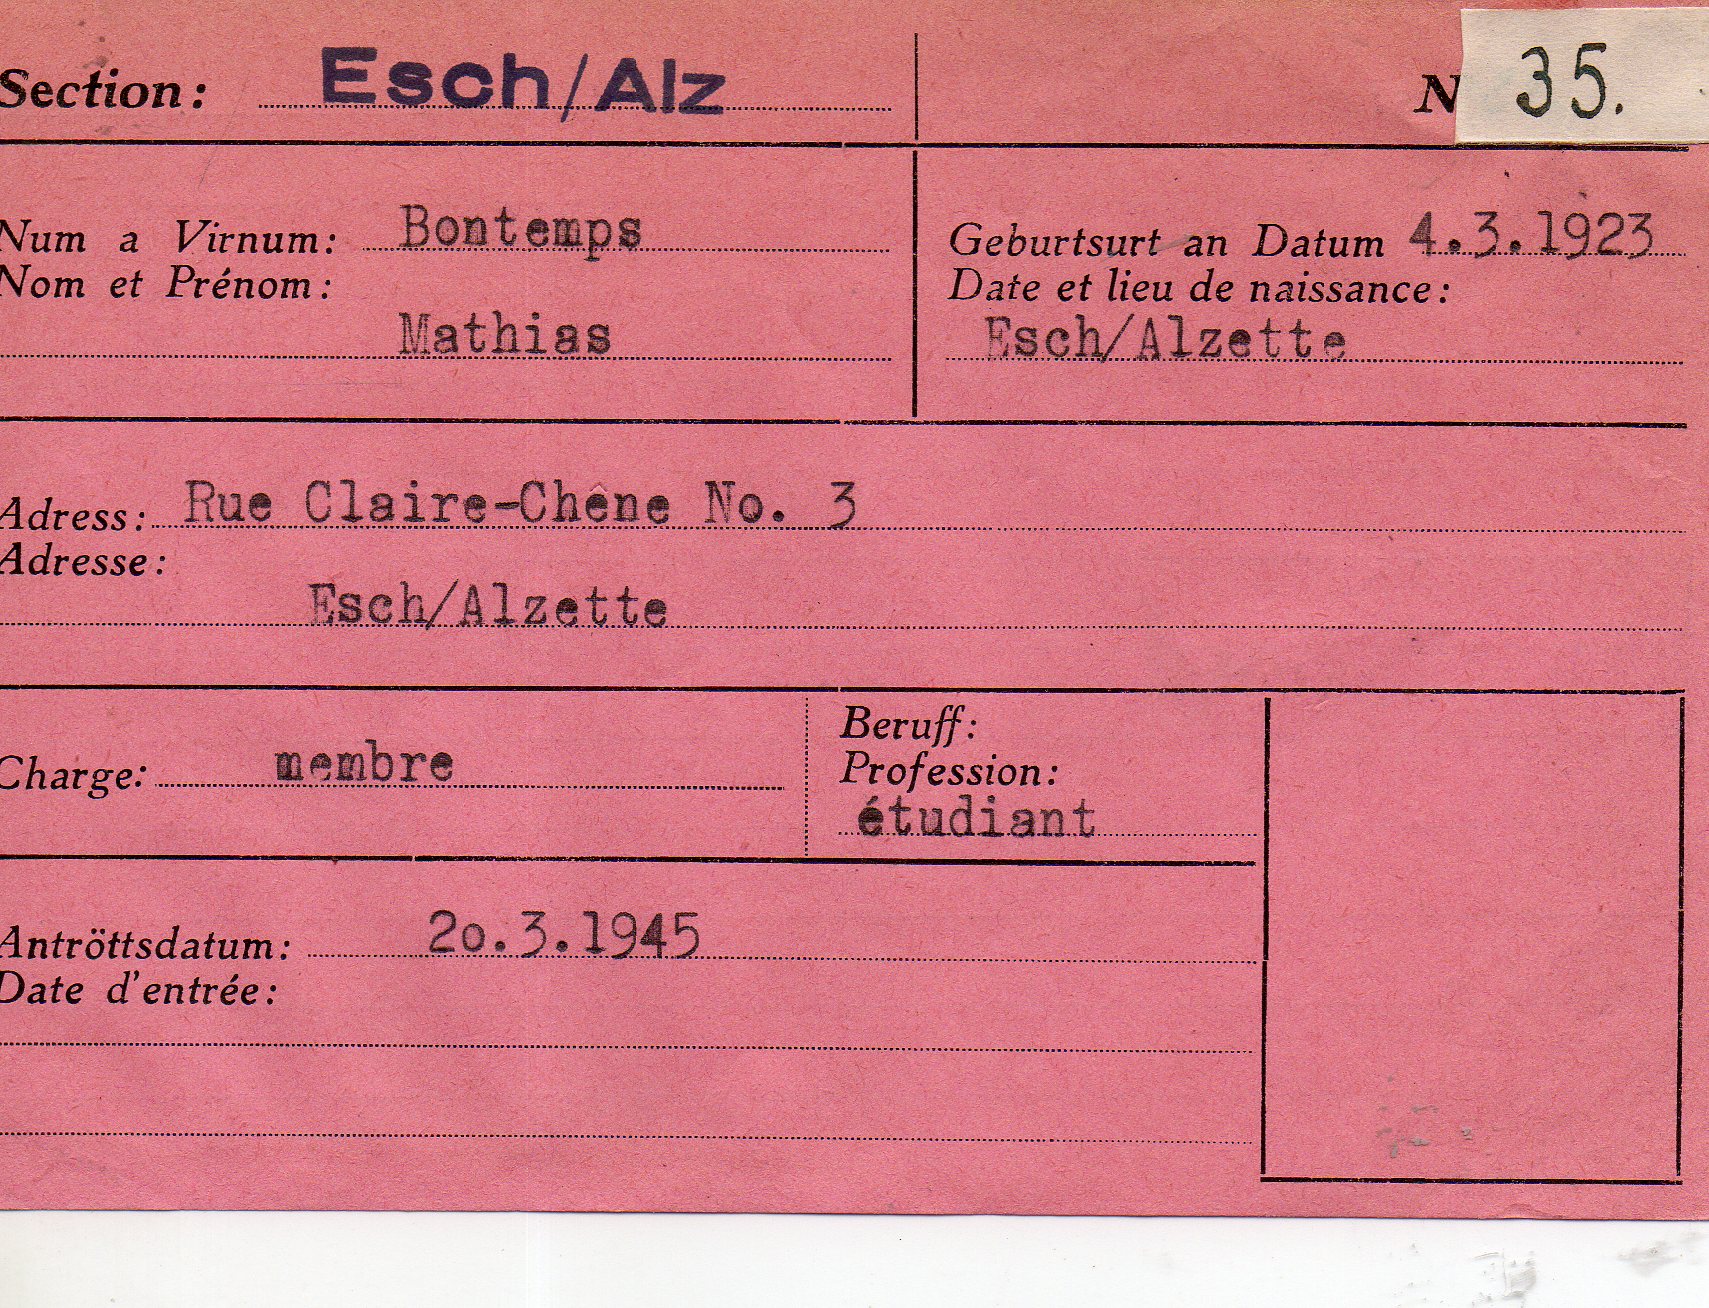 Section: Esch/Alz
N 35.
Num a Virnum: Bontemps
Nom et Prénom:
Mathias
Geburtsurt an Datum 4.3.1923
Date et lieu de naissance:
Esch/Alzette
Adress: Rue Claire-Chêne No. 3
Adresse:
Esch/Alzette
Charge: membre
Beruff:
Profession:
étudiant
Antröttsdatum: 2o.3.1945
Date d'entrée: